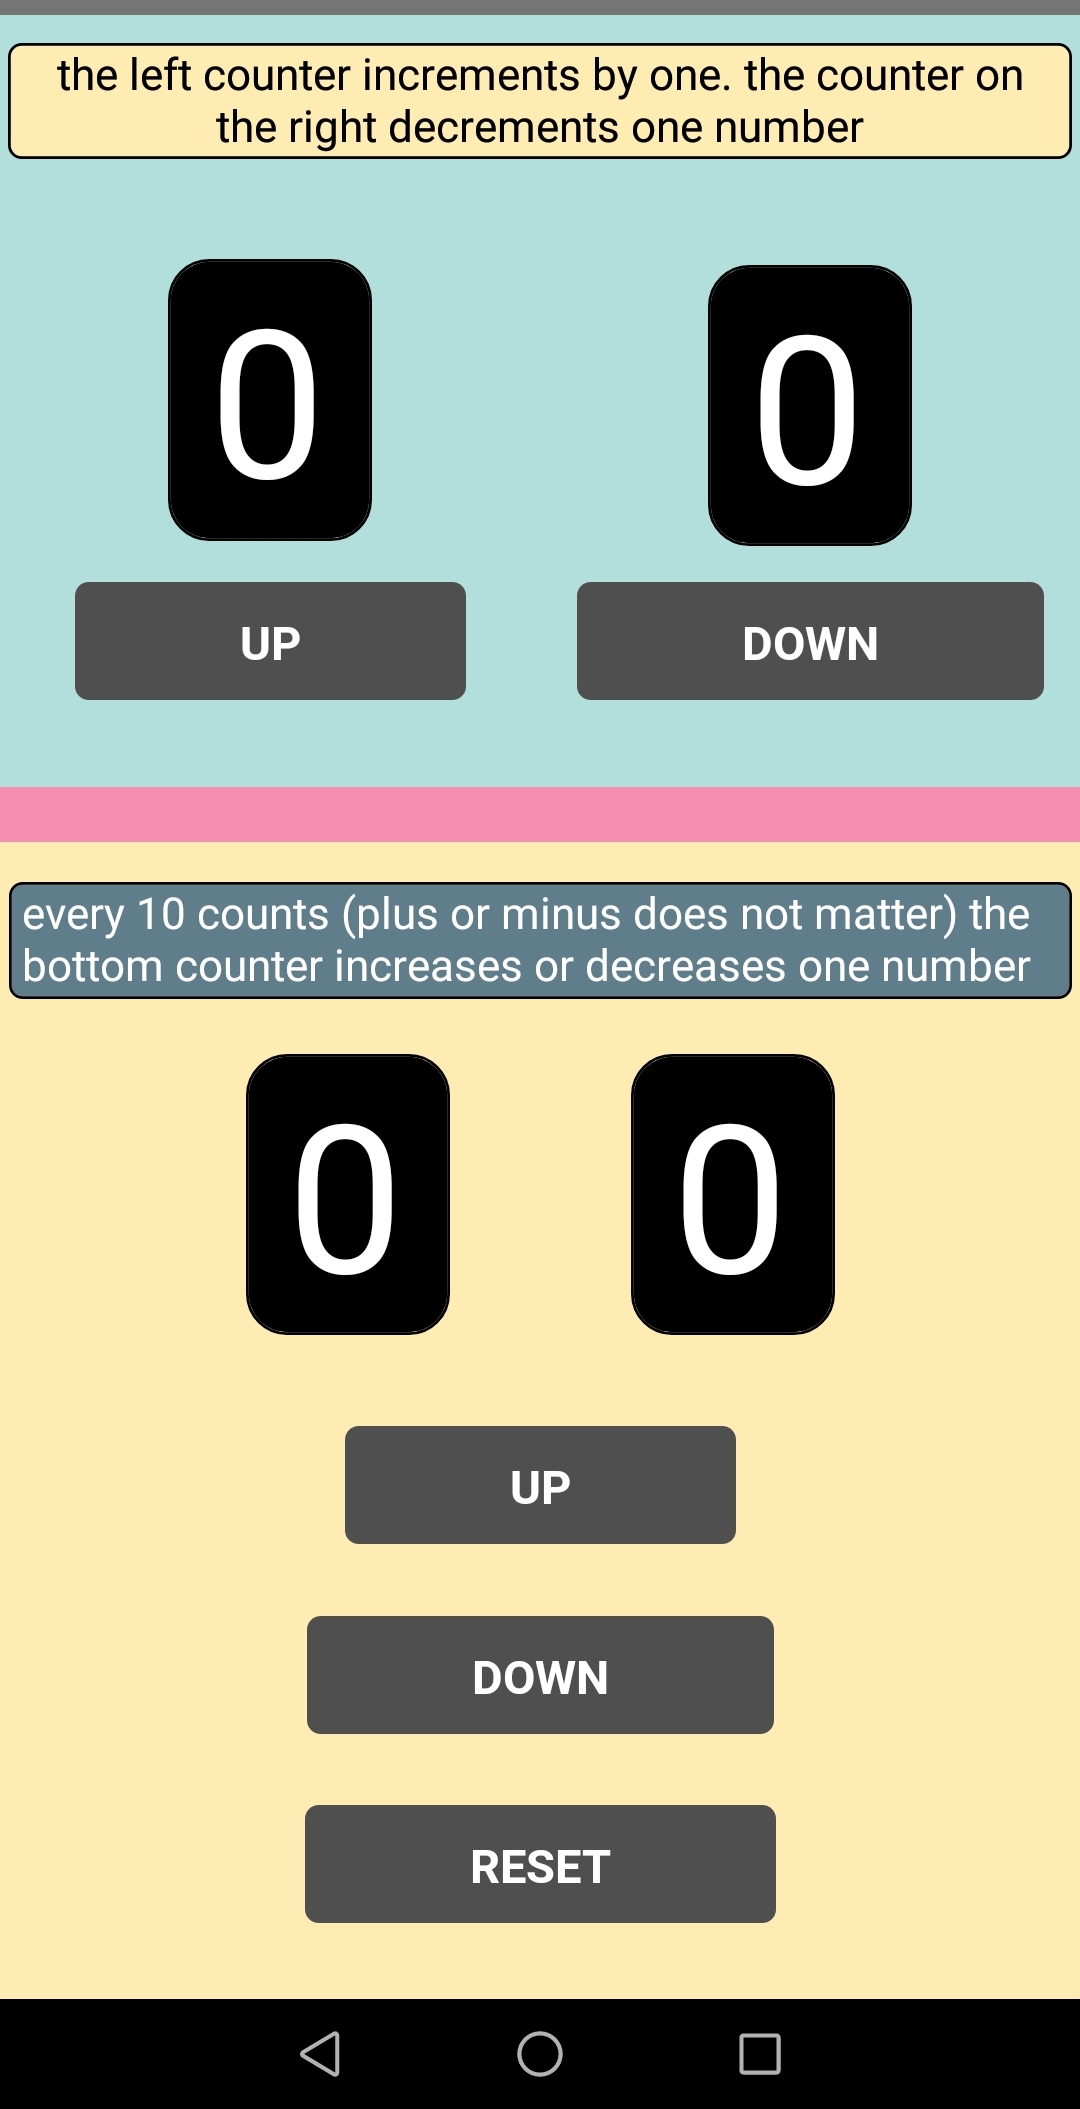 the left counter increments by one. the counter on
the right decrements one number
0 0
UP DOWN
every 10 counts (plus or minus does not matter) the
bottom counter increases or decreases one number
0 0
UP
DOWN
RESET